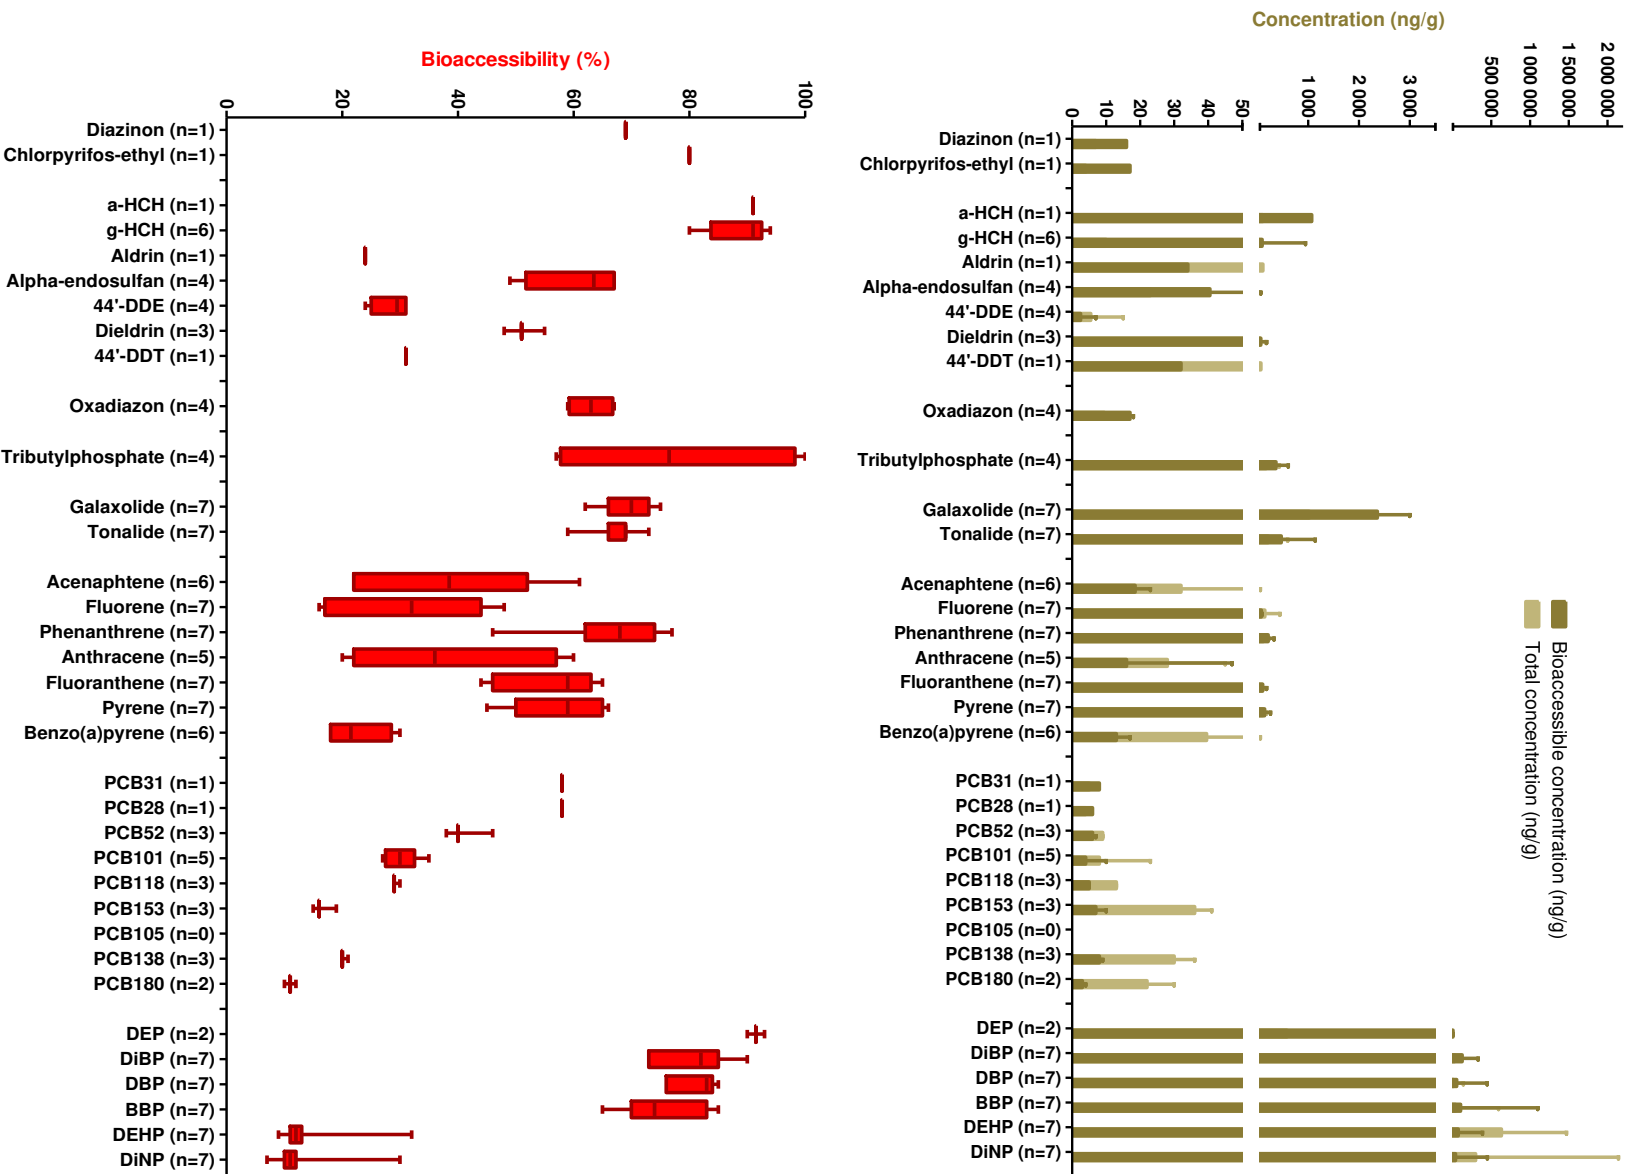 Bioaccessibility (%)
0
20
40
60
80
100
Diazinon (n=1)
Chlorpyrifos-ethyl (n=1)
a-HCH (n=1)
g-HCH (n=6)
Aldrin (n=1)
Alpha-endosulfan (n=4)
44'-DDE (n=4)
Dieldrin (n=3)
44'-DDT (n=1)
Oxadiazon (n=4)
Tributylphosphate (n=4)
Galaxolide (n=7)
Tonalide (n=7)
Acenaphtene (n=6)
Fluorene (n=7)
Phenanthrene (n=7)
Anthracene (n=5)
Fluoranthene (n=7)
Pyrene (n=7)
Benzo(a)pyrene (n=6)
PCB31 (n=1)
PCB28 (n=1)
PCB52 (n=3)
PCB101 (n=5)
PCB118 (n=3)
PCB153 (n=3)
PCB105 (n=0)
PCB138 (n=3)
PCB180 (n=2)
DEP (n=2)
DiBP (n=7)
DBP (n=7)
BBP (n=7)
DEHP (n=7)
DiNP (n=7)
Concentration (ng/g)
0
10
20
30
40
50
1 000
2 000
3 000
500 000
1 000 000
1 500 000
2 000 000
Diazinon (n=1)
Chlorpyrifos-ethyl (n=1)
a-HCH (n=1)
g-HCH (n=6)
Aldrin (n=1)
Alpha-endosulfan (n=4)
44'-DDE (n=4)
Dieldrin (n=3)
44'-DDT (n=1)
Oxadiazon (n=4)
Tributylphosphate (n=4)
Galaxolide (n=7)
Tonalide (n=7)
Acenaphtene (n=6)
Fluorene (n=7)
Phenanthrene (n=7)
Anthracene (n=5)
Fluoranthene (n=7)
Pyrene (n=7)
Benzo(a)pyrene (n=6)
PCB31 (n=1)
PCB28 (n=1)
PCB52 (n=3)
PCB101 (n=5)
PCB118 (n=3)
PCB153 (n=3)
PCB105 (n=0)
PCB138 (n=3)
PCB180 (n=2)
DEP (n=2)
DiBP (n=7)
DBP (n=7)
BBP (n=7)
DEHP (n=7)
DiNP (n=7)
Bioaccessible concentration (ng/g)
Total concentration (ng/g)